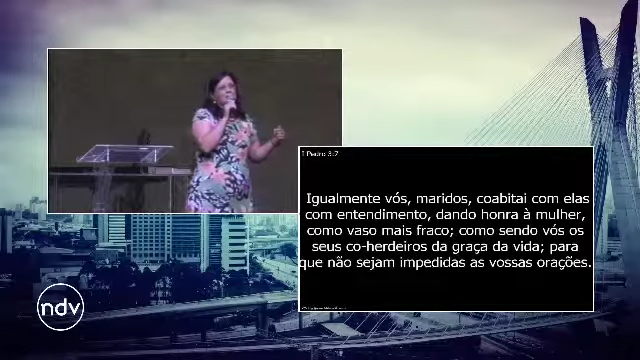 I Pedro 3:7
Igualmente vós, maridos, coabitai com elas
com entendimento, dando honra à mulher,
como vaso mais fraco; como sendo vós os
seus co-herdeiros da graça da vida; para
que não sejam impedidas as vossas orações.
ndv